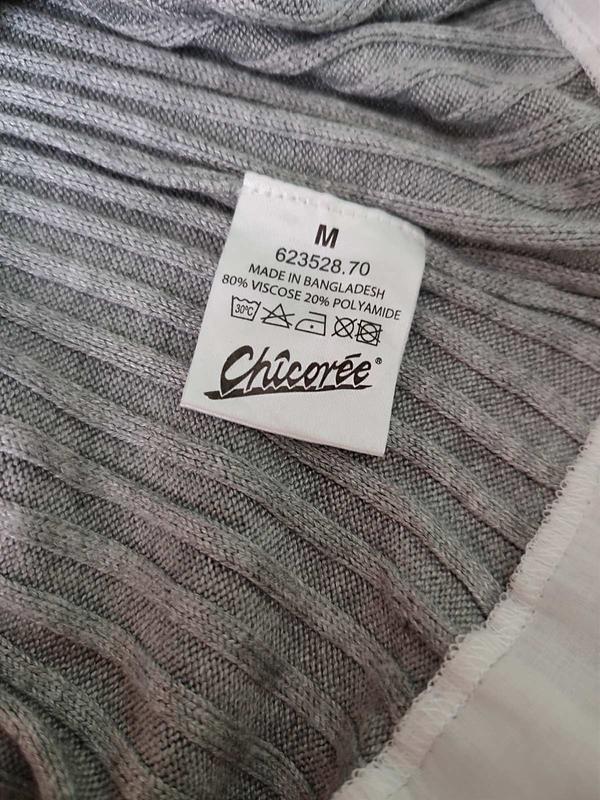 M
623528.70
MADE IN BANGLADESH
80% VISCOSE 20% POLYAMIDE
30°C
Chîcorée®